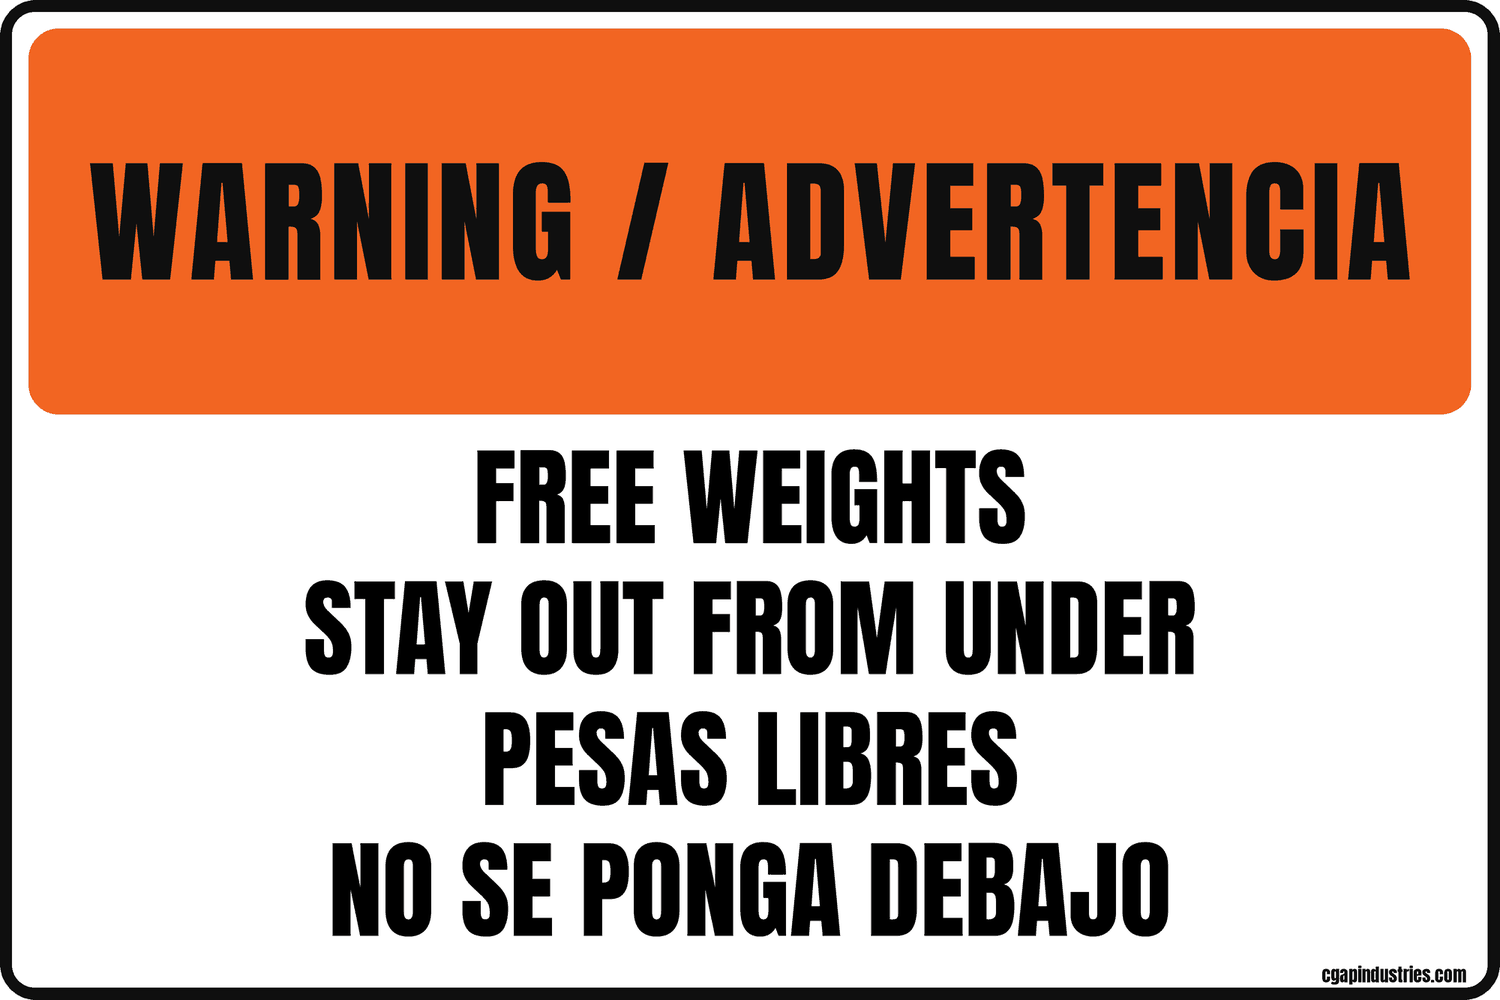 WARNING / ADVERTENCIA
FREE WEIGHTS
STAY OUT FROM UNDER
PESAS LIBRES
NO SE PONGA DEBAJO
cgapindustries.com